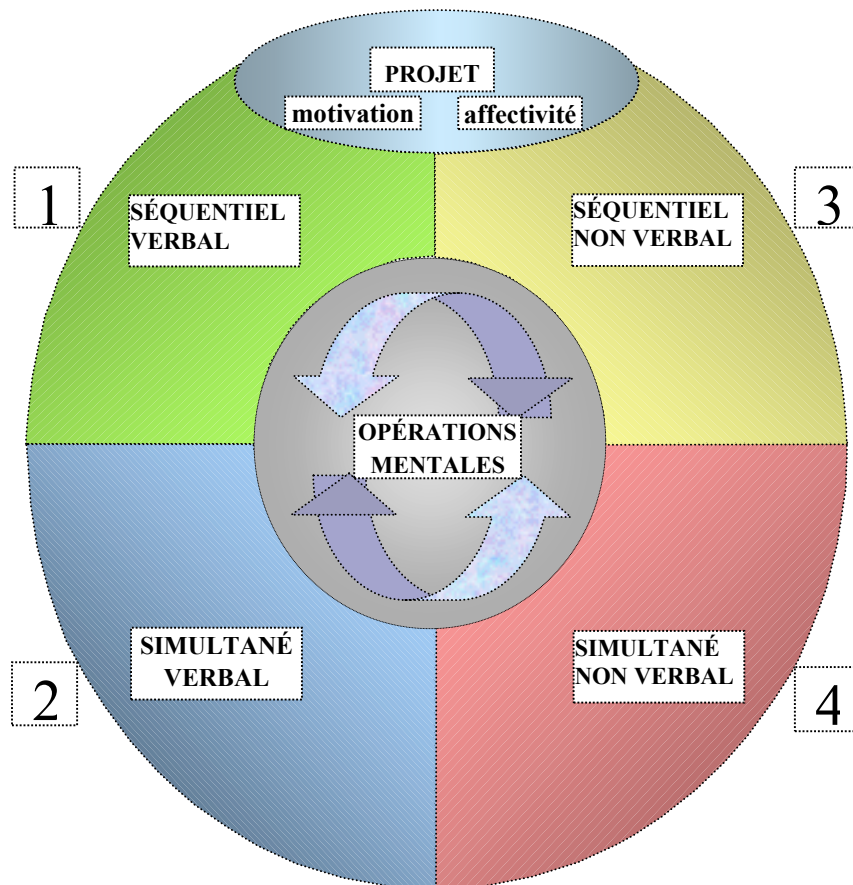 PROJET
motivation affectivité
1
SÉQUENTIEL
VERBAL
SÉQUENTIEL
NON VERBAL
3
OPÉRATIONS
MENTALES
2
SIMULTANÉ
VERBAL
SIMULTANÉ
NON VERBAL
4